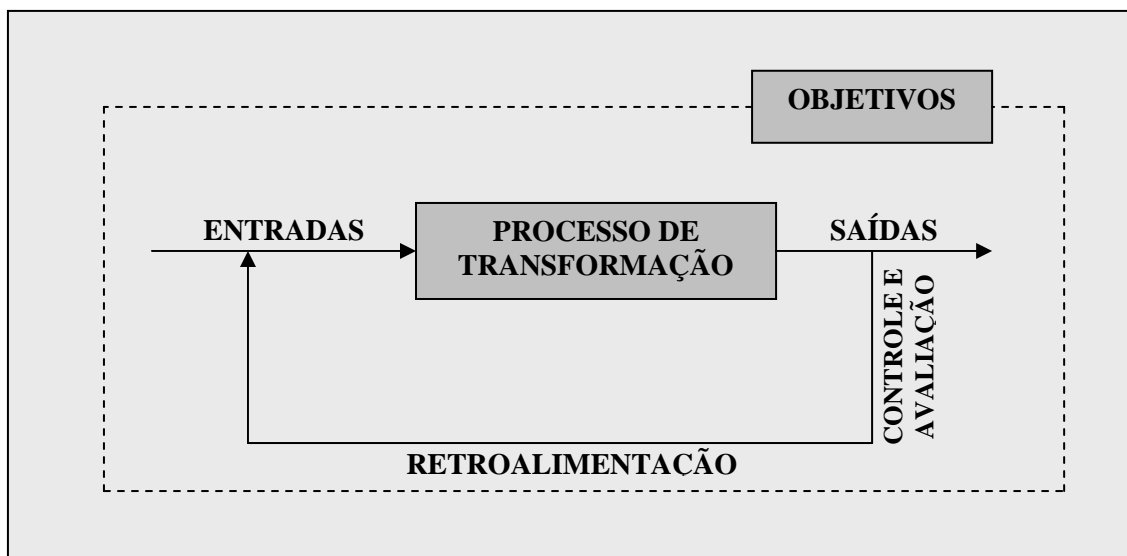 OBJETIVOS
ENTRADAS
PROCESSO DE
TRANSFORMAÇÃO
SAÍDAS
CONTROLE E
AVALIAÇÃO
RETROALIMENTAÇÃO